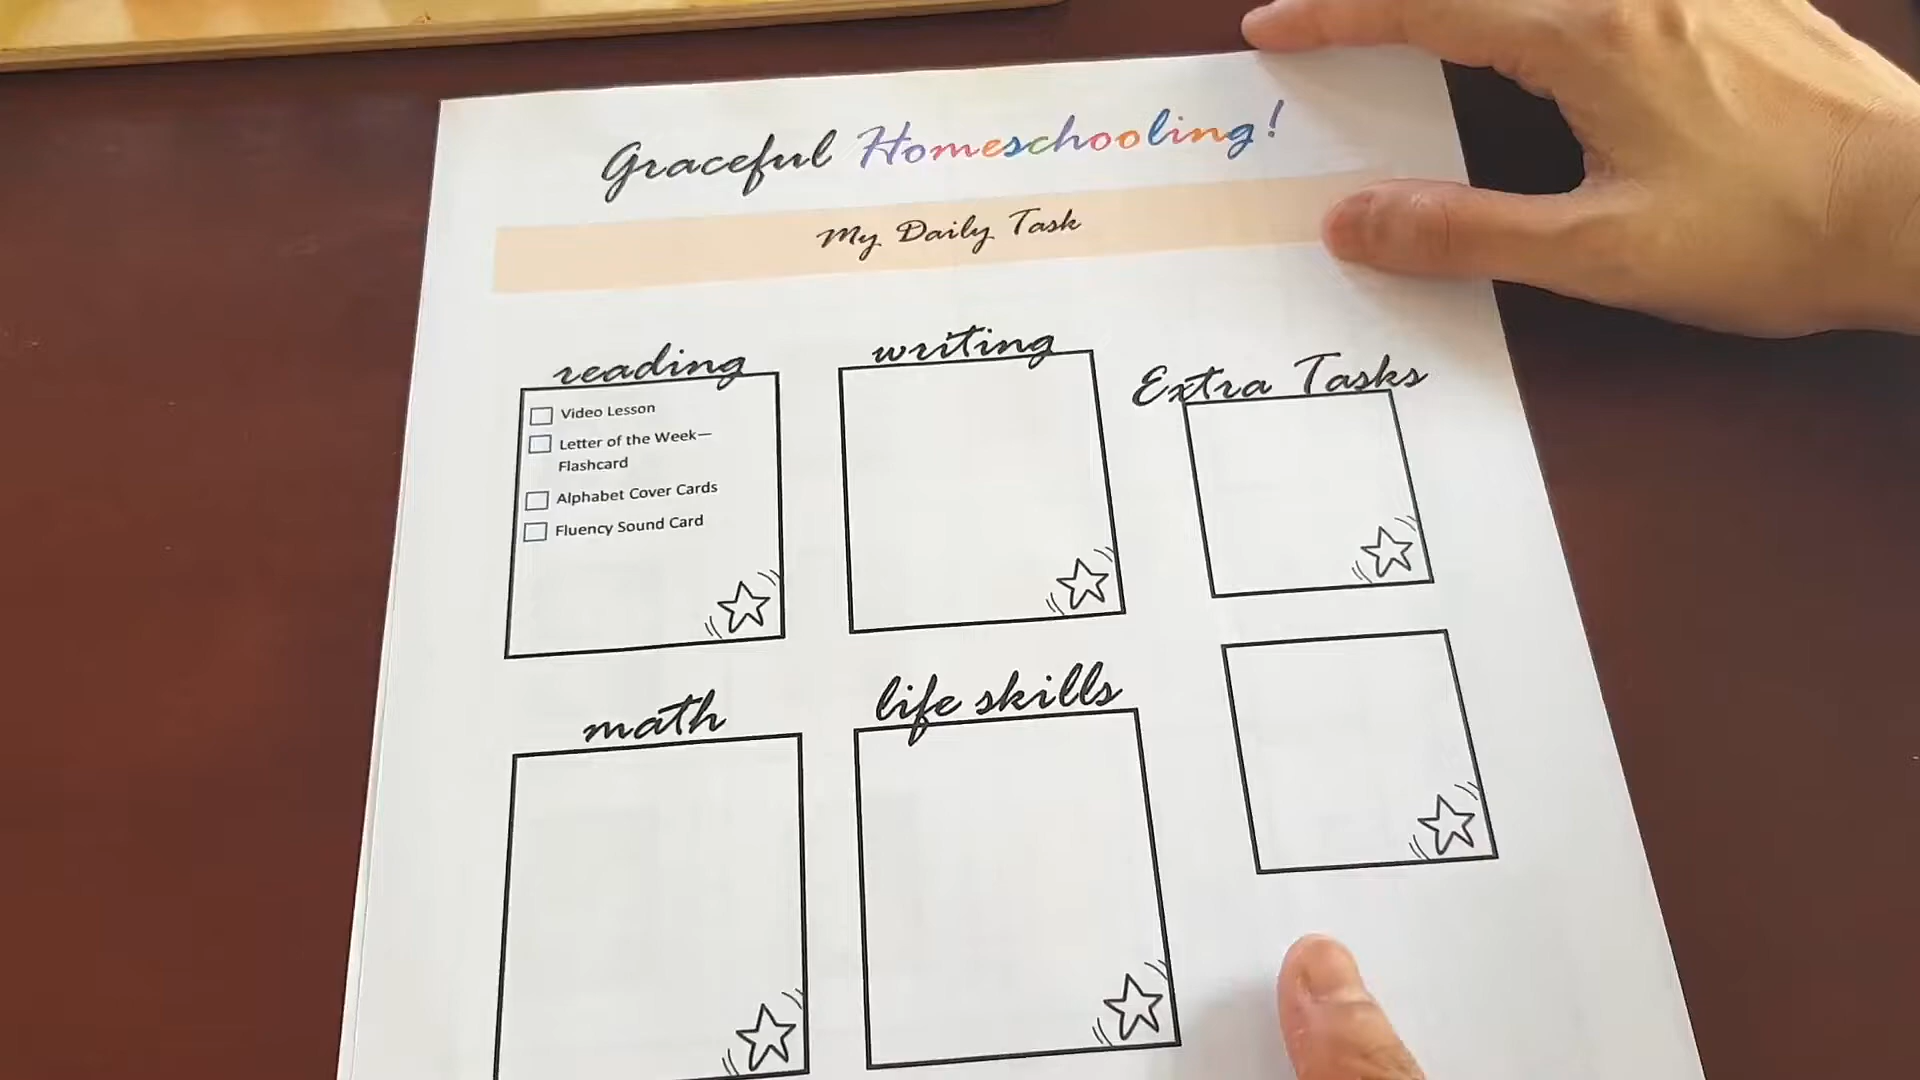 Graceful Homeschooling!
My Daily Task
reading
Video Lesson
Letter of the Week—
Flashcard
Alphabet Cover Cards
Fluency Sound Card
writing
Extra Tasks
math
life skills